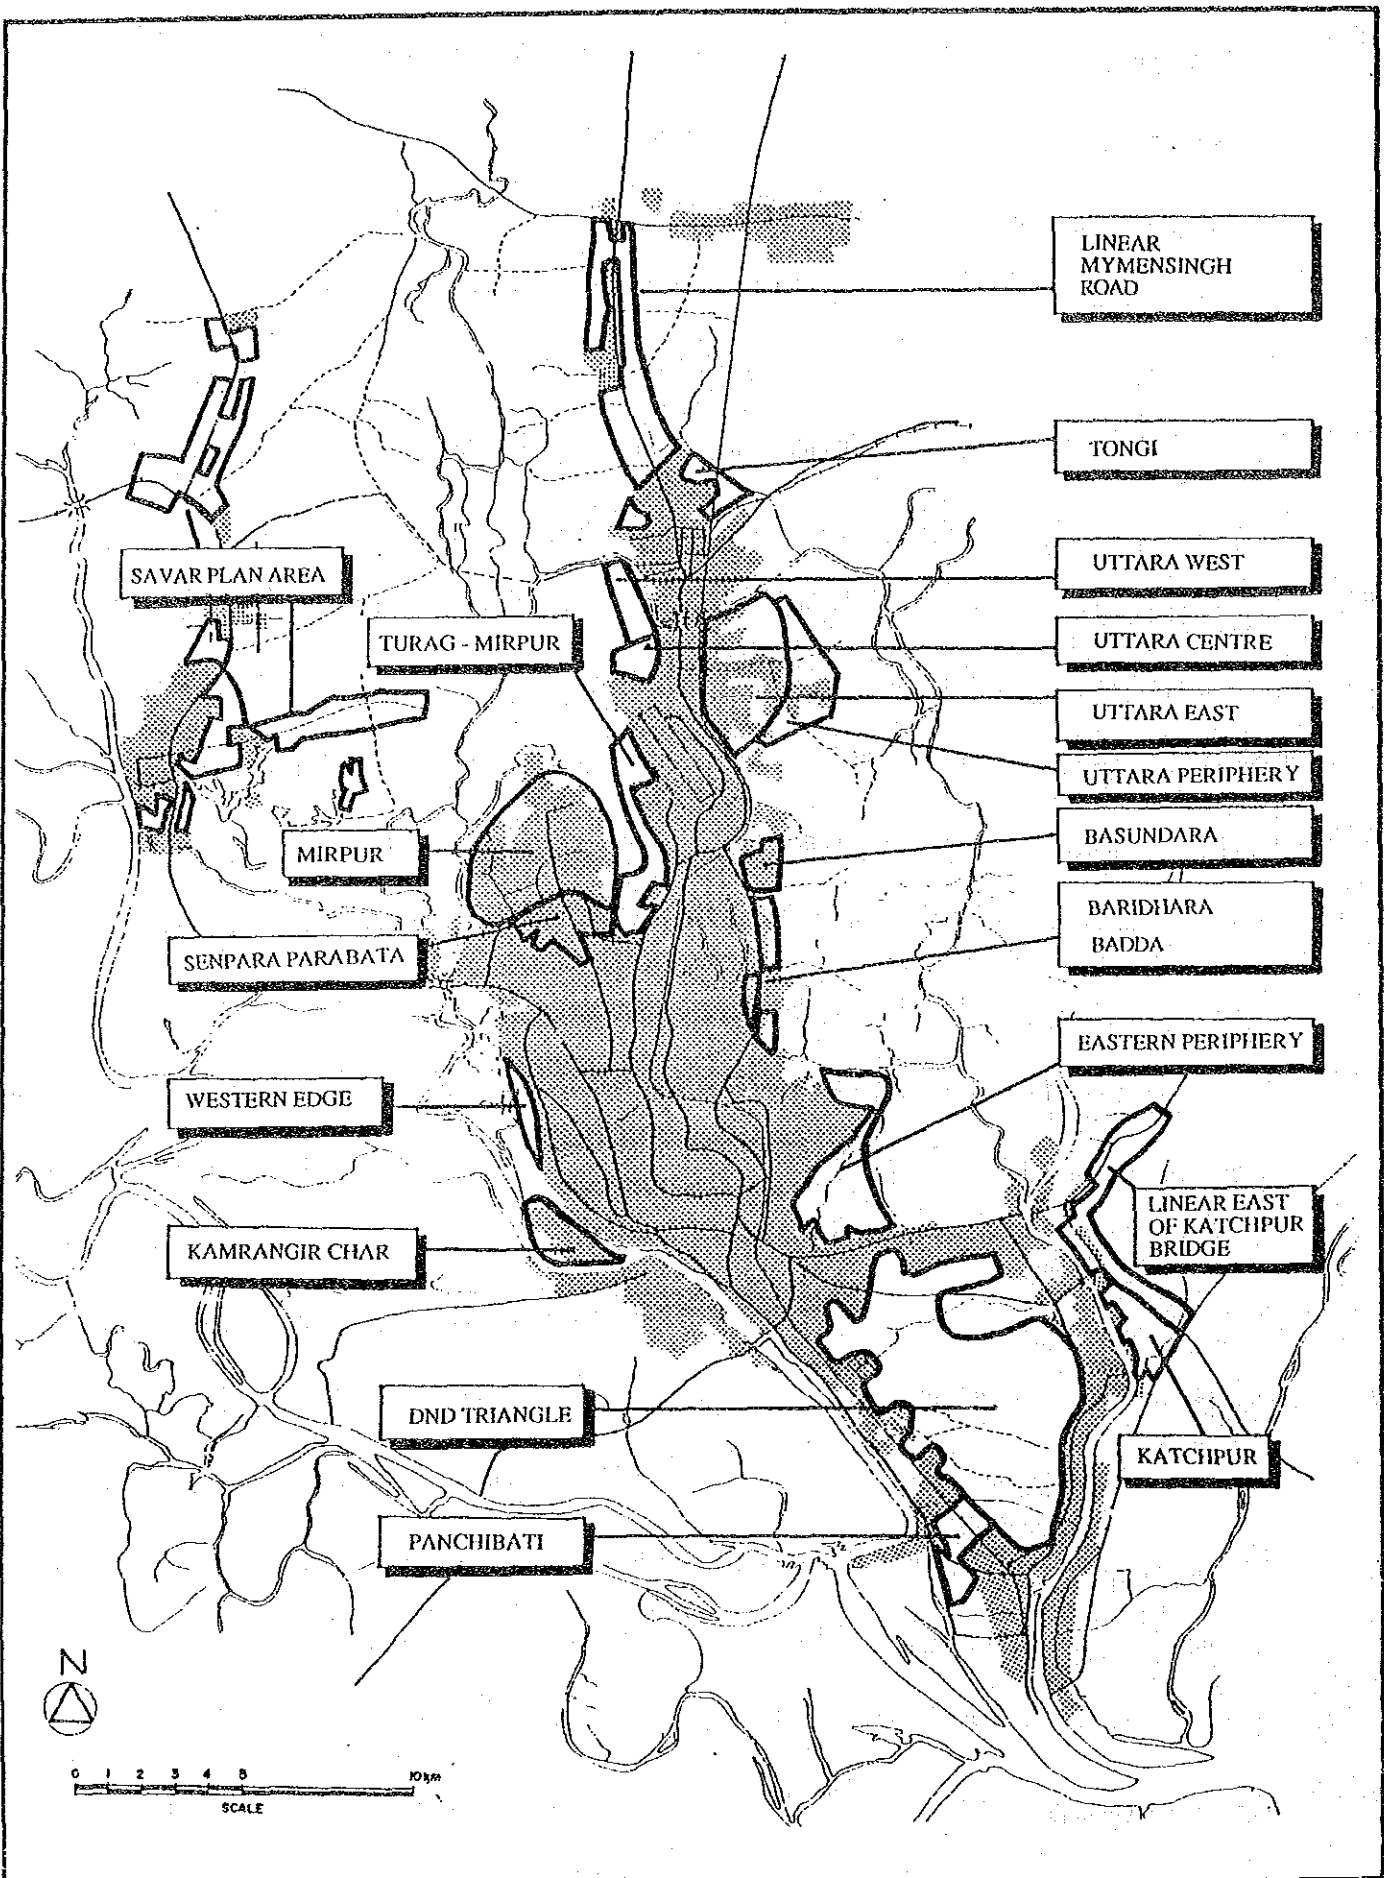 LINEAR
MYMENSINGH
ROAD
TONGI
UTTARA WEST
SAVAR PLAN AREA
TURAG - MIRPUR
UTTARA CENTRE
UTTARA EAST
UTTARA PERIPHERY
BASUNDARA
MIRPUR
BARIDHARA
BADDA
SENPARA PARABATA
EASTERN PERIPHERY
WESTERN EDGE
LINEAR EAST
OF KATCHPUR
BRIDGE
KAMRANGIR CHAR
DND TRIANGLE
KATCHPUR
PANCHIBATI
N
0 1 2 3 4 5 10 km
SCALE